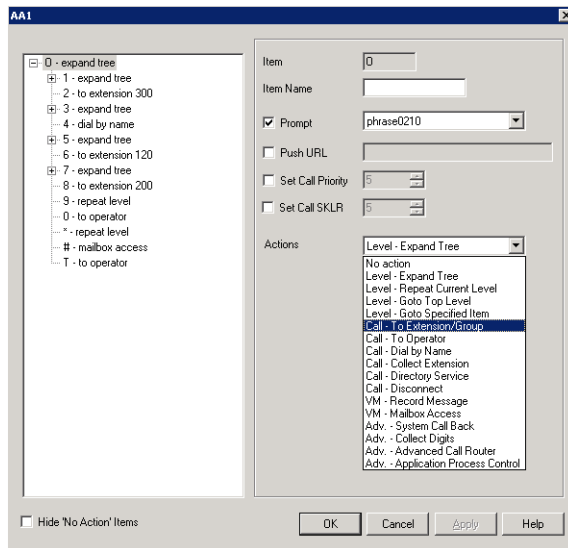 AA1
0 - expand tree
1 - expand tree
2 - to extension 300
3 - expand tree
4 - dial by name
5 - expand tree
6 - to extension 120
7 - expand tree
8 - to extension 200
9 - repeat level
0 - to operator
* - repeat level
# - mailbox access
T - to operator
Hide 'No Action' Items
Item 0
Item Name
Prompt phrase0210
Push URL
Set Call Priority 5
Set Call SKLR 5
Actions Level - Expand Tree
No action
Level - Expand Tree
Level - Repeat Current Level
Level - Goto Top Level
Level - Goto Specified Item
Call - To Extension/Group
Call - To Operator
Call - Dial by Name
Call - Collect Extension
Call - Directory Service
Call - Disconnect
VM - Record Message
VM - Mailbox Access
Adv. - System Call Back
Adv. - Collect Digits
Adv. - Advanced Call Router
Adv. - Application Process Control
OK Cancel Apply Help